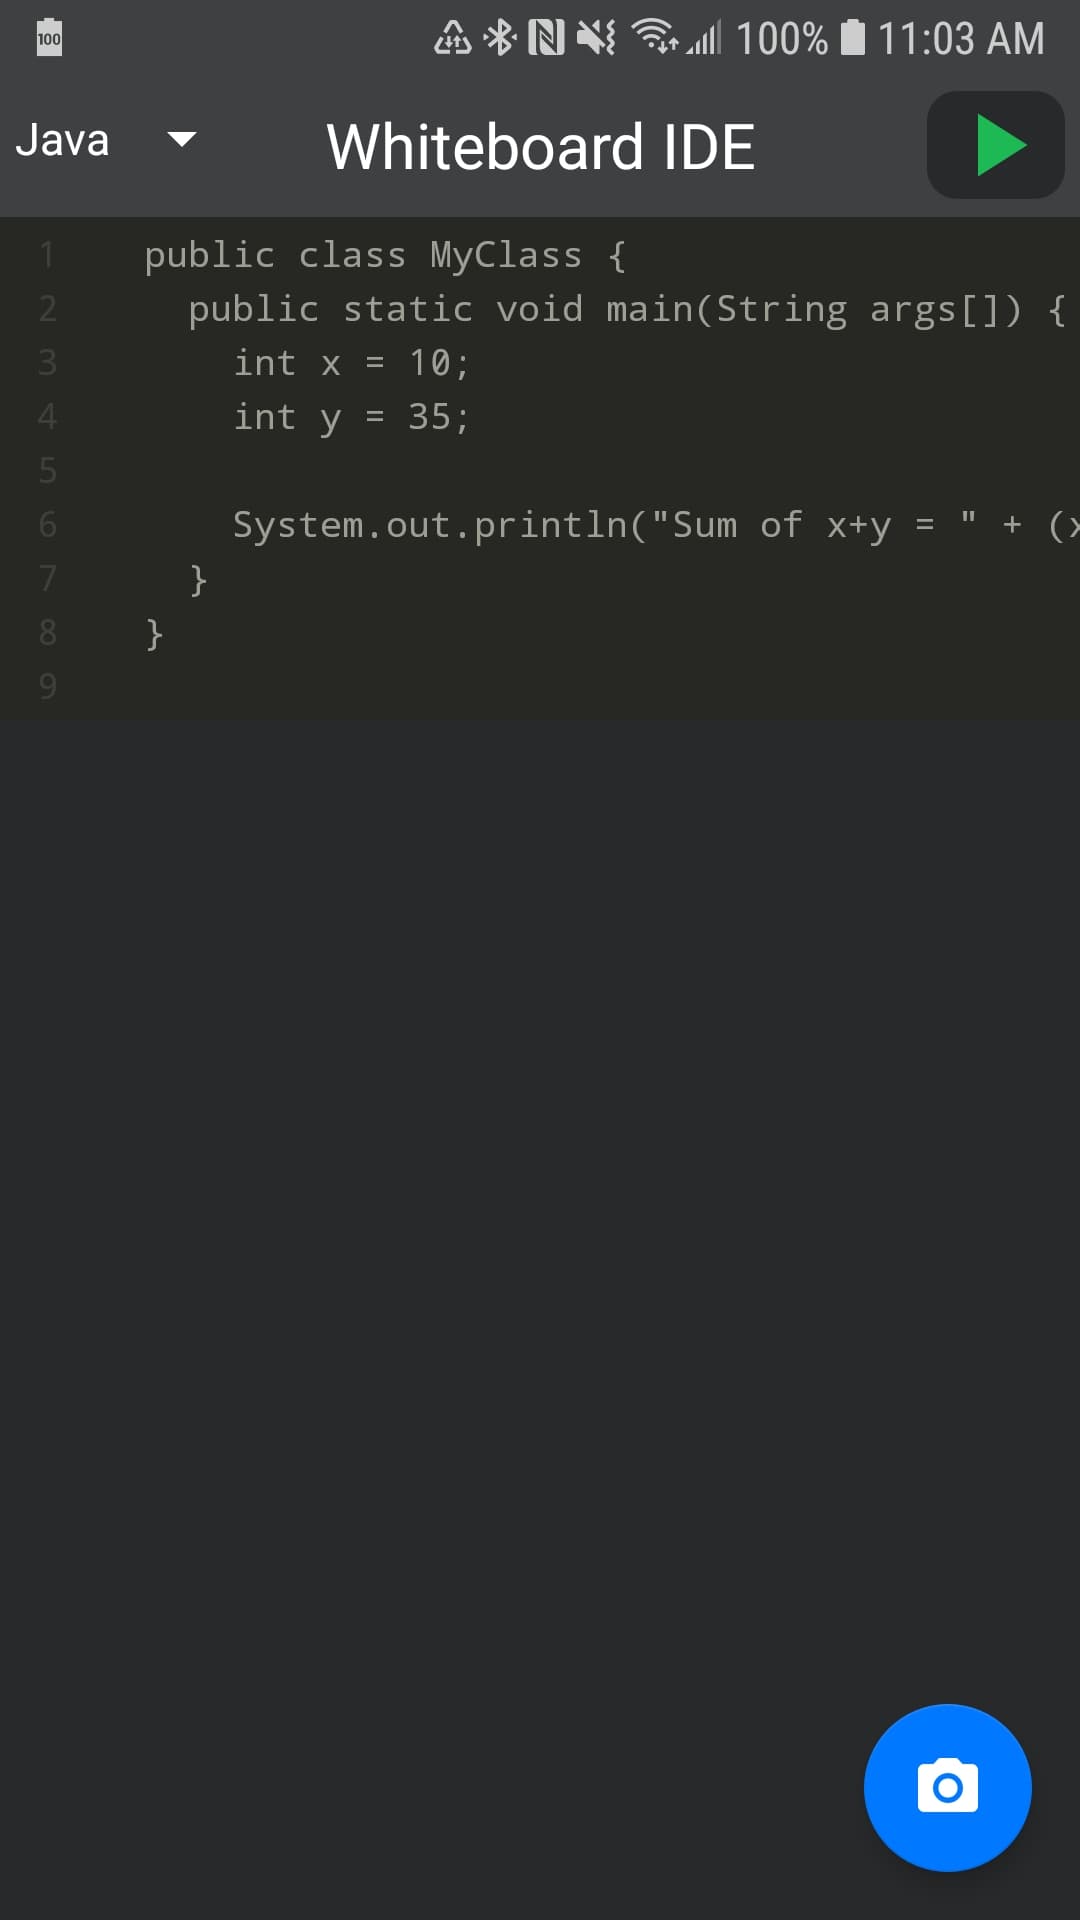 100
100% 11:03 AM
Java Whiteboard IDE
1 public class MyClass {
2   public static void main(String args[]) {
3     int x = 10;
4     int y = 35;
5
6     System.out.println("Sum of x+y = " + (x
7   }
8 }
9